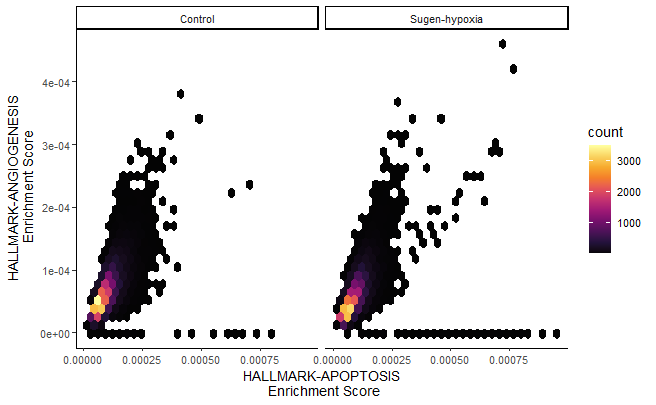 Control
Sugen-hypoxia
HALLMARK-ANGIOGENESIS
Enrichment Score
4e-04
3e-04
2e-04
1e-04
0e+00
0.00000
0.00025
0.00050
0.00075
0.00000
0.00025
0.00050
0.00075
HALLMARK-APOPTOSIS
Enrichment Score
count
3000
2000
1000